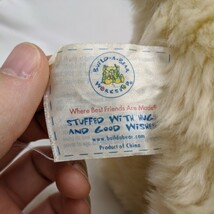 BUILD-A-BEAR
WORKSHOP
Where Best Friends Are Made®
STUFFED WITH HUGS
AND GOOD WISHES
www.buildabear.com
Product of China